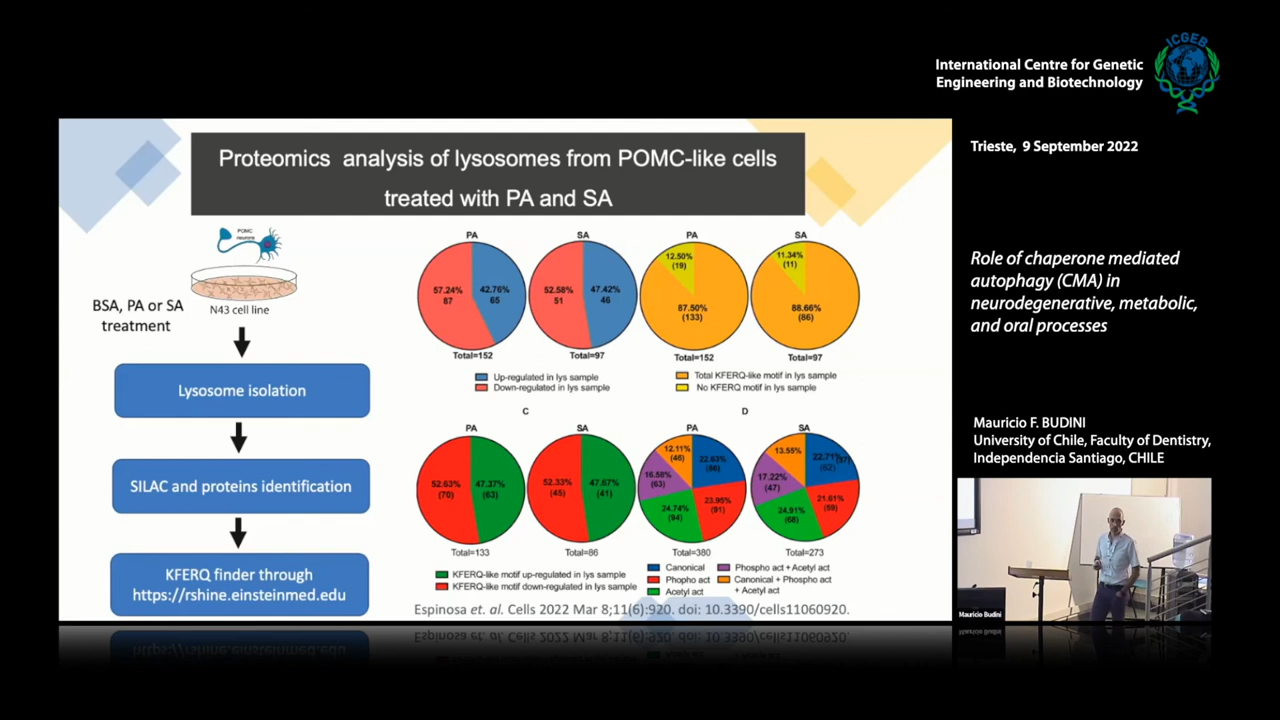 ICGEB
International Centre for Genetic
Engineering and Biotechnology
Trieste, 9 September 2022
Role of chaperone mediated
autophagy (CMA) in
neurodegenerative, metabolic,
and oral processes
Mauricio F. BUDINI
University of Chile, Faculty of Dentistry,
Independencia Santiago, CHILE
Mauricio Budini
Proteomics analysis of lysosomes from POMC-like cells
treated with PA and SA
POMC
neurone
N43 cell line
BSA, PA or SA
treatment
Lysosome isolation
SILAC and proteins identification
KFERQ finder through
https://rshine.einsteinmed.edu
PA
57.24%
87
42.76%
65
Total=152
SA
52.58%
51
47.42%
46
Total=97
Up-regulated in lys sample
Down-regulated in lys sample
PA
12.50%
(19)
87.50%
(133)
Total=152
SA
11.34%
(11)
88.66%
(86)
Total=97
Total KFERQ-like motif in lys sample
No KFERQ motif in lys sample
C
PA
52.63%
(70)
47.37%
(63)
Total=133
SA
52.33%
(45)
47.67%
(41)
Total=86
KFERQ-like motif up-regulated in lys sample
KFERQ-like motif down-regulated in lys sample
D
PA
12.11%
(46)
22.63%
(86)
16.58%
(63)
23.95%
(91)
24.74%
(94)
Total=380
SA
13.55%
22.71%
(62)
17.22%
(47)
21.61%
(59)
24.91%
(68)
Total=273
Canonical
Phopho act
Acetyl act
Phospho act + Acetyl act
Canonical + Phospho act
+ Acetyl act
Espinosa et. al. Cells 2022 Mar 8;11(6):920. doi: 10.3390/cells11060920.